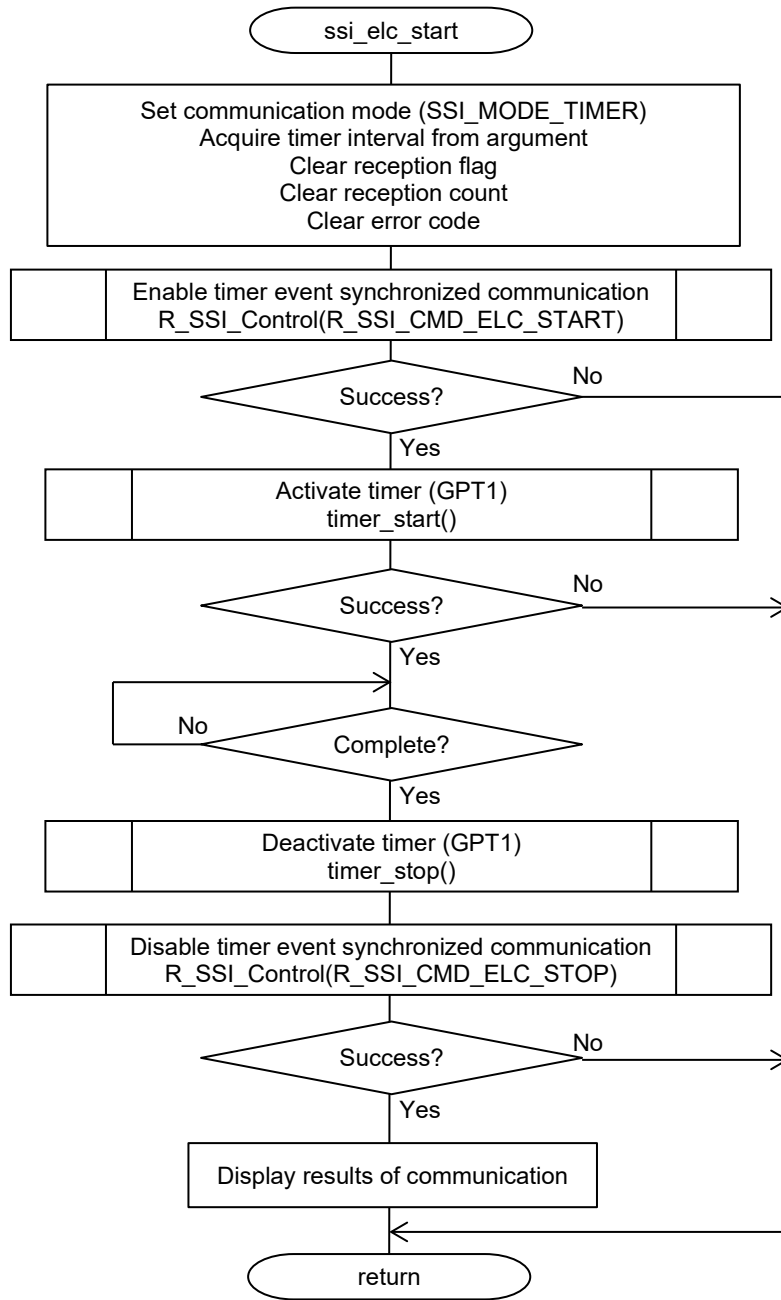 ssi_elc_start
Set communication mode (SSI_MODE_TIMER)
Acquire timer interval from argument
Clear reception flag
Clear reception count
Clear error code
Enable timer event synchronized communication
R_SSI_Control(R_SSI_CMD_ELC_START)
Success?
No
Yes
Activate timer (GPT1)
timer_start()
Success?
No
Yes
No
Complete?
Yes
Deactivate timer (GPT1)
timer_stop()
Disable timer event synchronized communication
R_SSI_Control(R_SSI_CMD_ELC_STOP)
Success?
No
Yes
Display results of communication
return